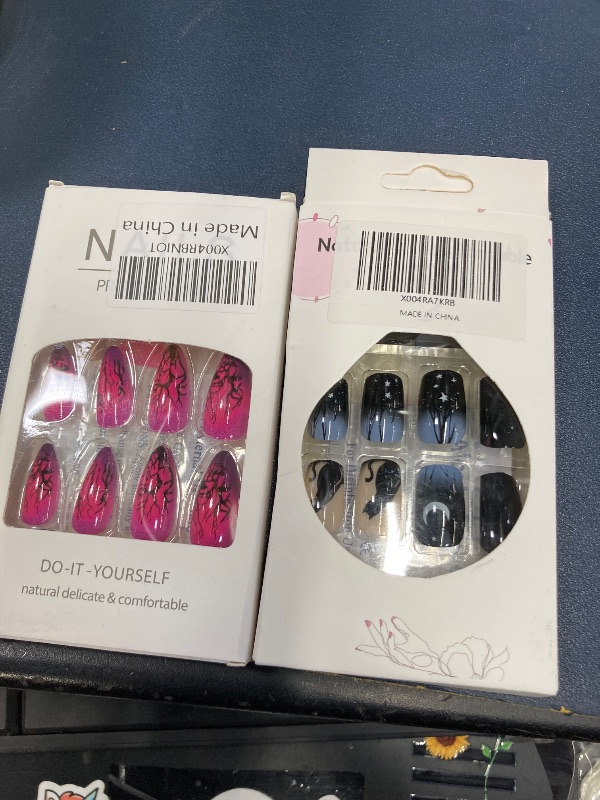 Made in China
X004RBNIOT
DO-IT-YOURSELF
natural delicate & comfortable
X004RA7KRB
MADE IN CHINA